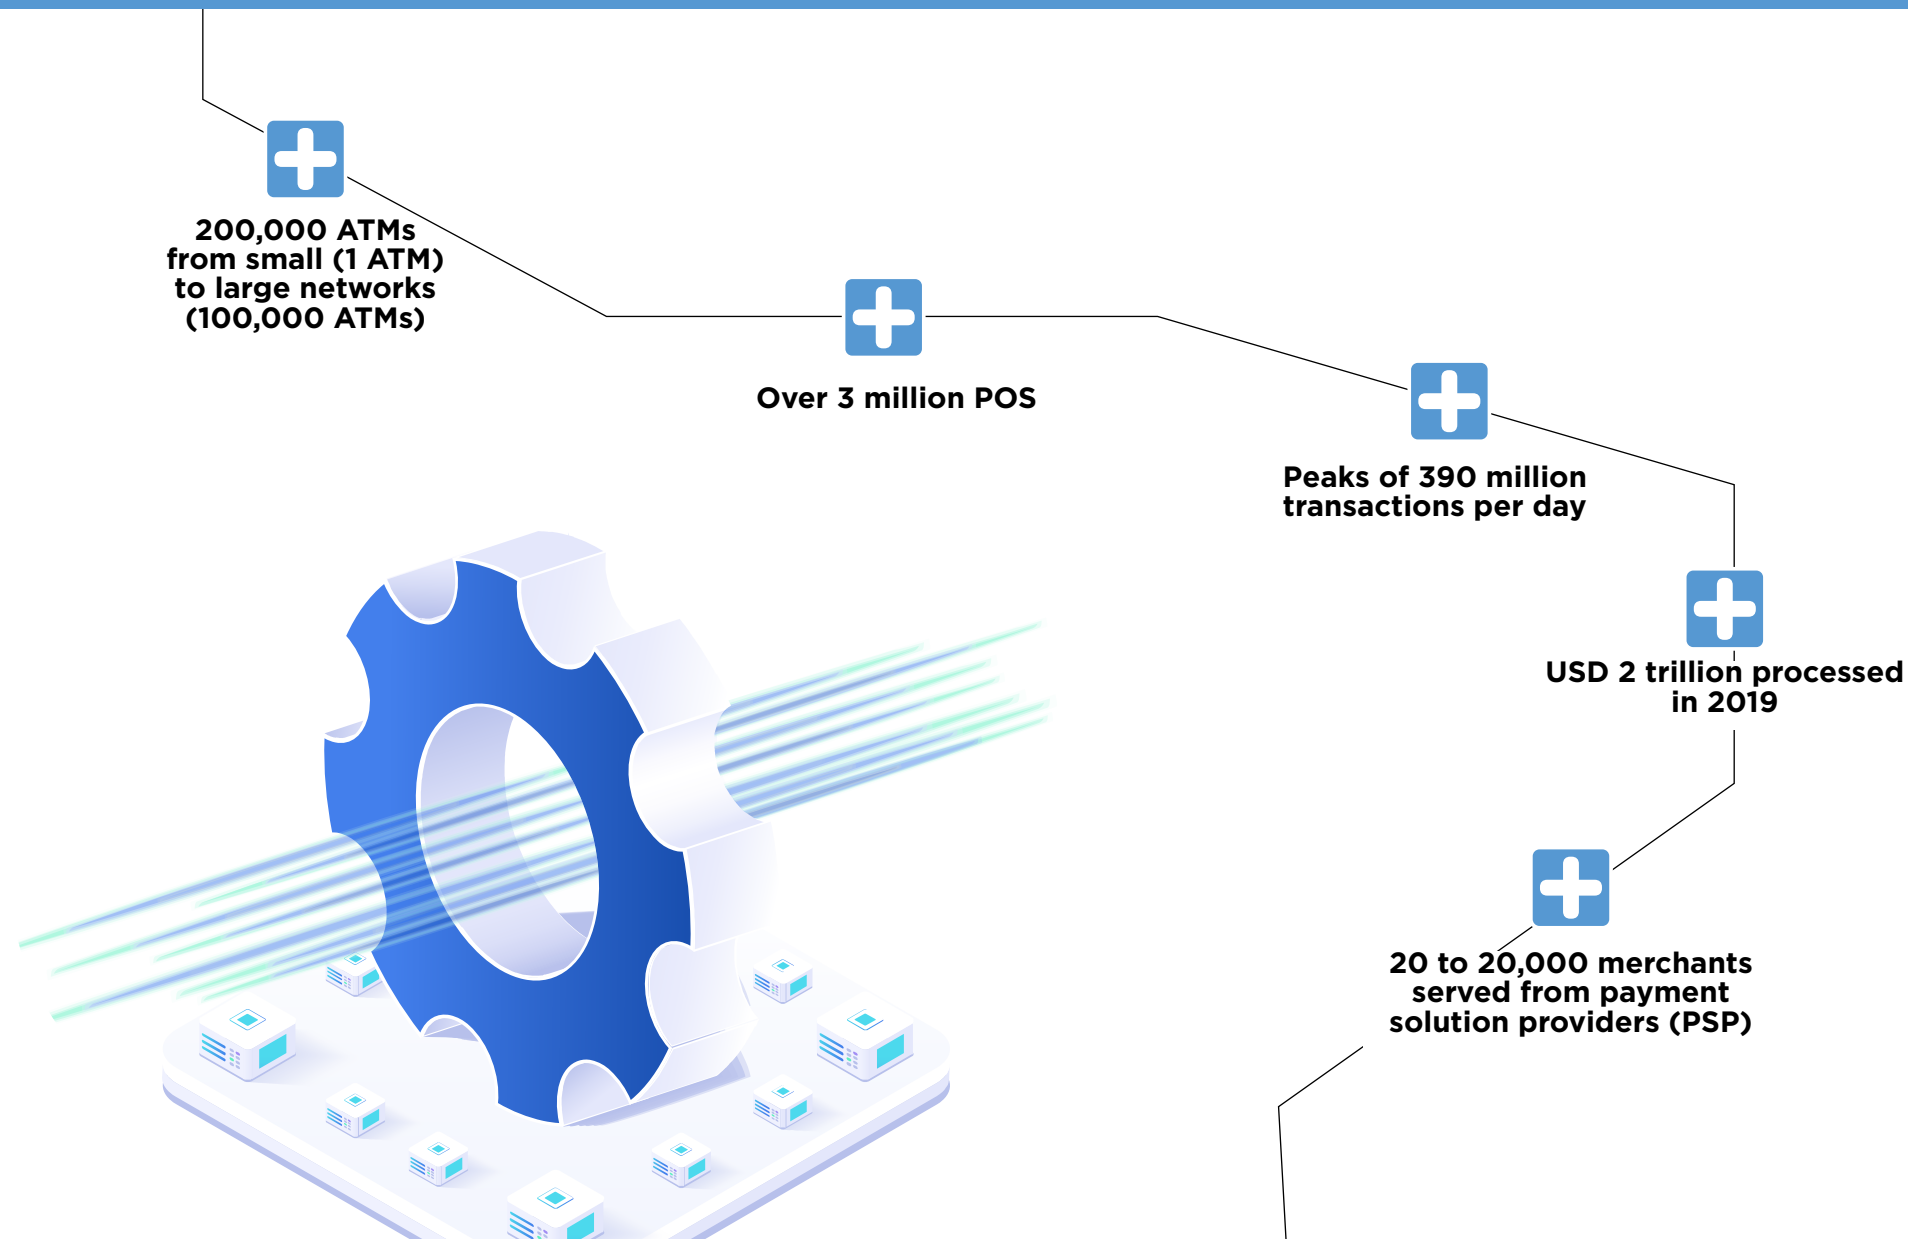 200,000 ATMs
from small (1 ATM)
to large networks
(100,000 ATMs)
Over 3 million POS
Peaks of 390 million
transactions per day
USD 2 trillion processed
in 2019
20 to 20,000 merchants
served from payment
solution providers (PSP)